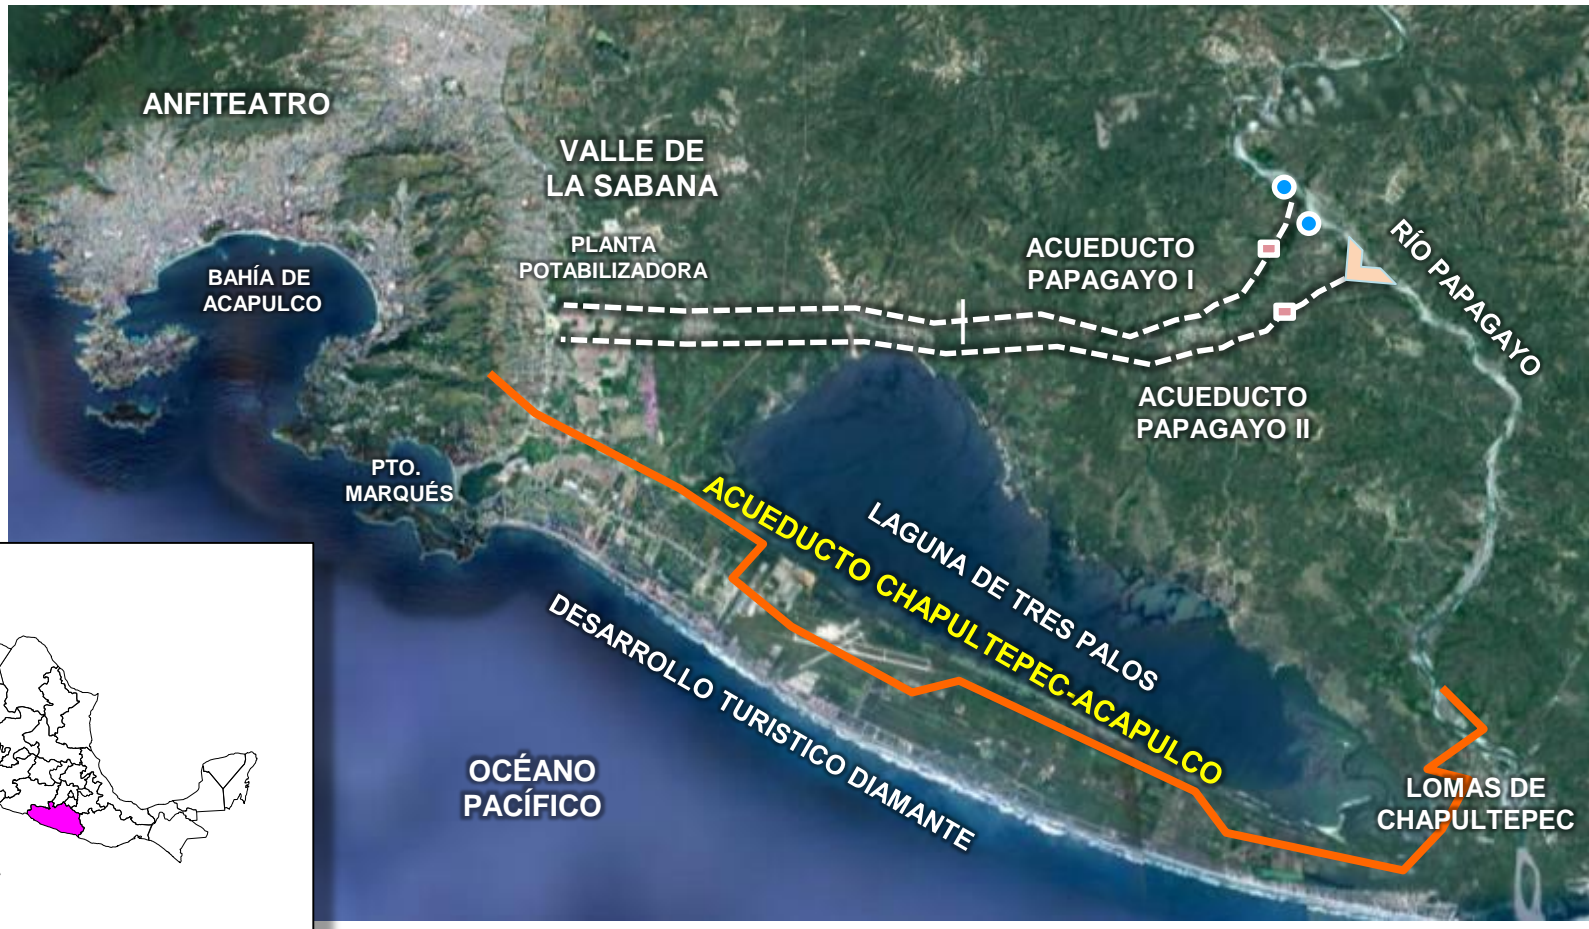 ANFITEATRO
VALLE DE
LA SABANA
PLANTA
POTABILIZADORA
BAHÍA DE
ACAPULCO
ACUEDUCTO
PAPAGAYO I
RÍO PAPAGAYO
ACUEDUCTO
PAPAGAYO II
PTO.
MARQUÉS
LAGUNA DE TRES PALOS
ACUEDUCTO CHAPULTEPEC-ACAPULCO
DESARROLLO TURISTICO DIAMANTE
OCÉANO
PACÍFICO
LOMAS DE
CHAPULTEPEC